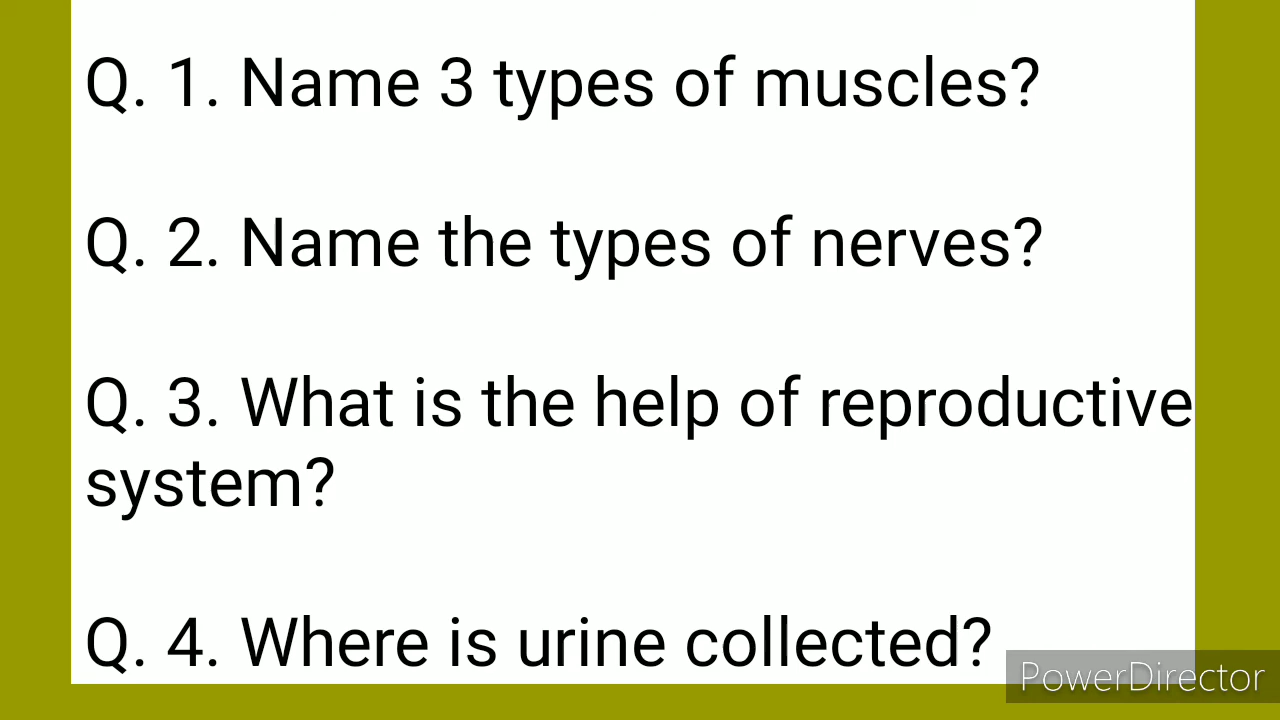 Q. 1. Name 3 types of muscles?
Q. 2. Name the types of nerves?
Q. 3. What is the help of reproductive
system?
Q. 4. Where is urine collected?
PowerDirector